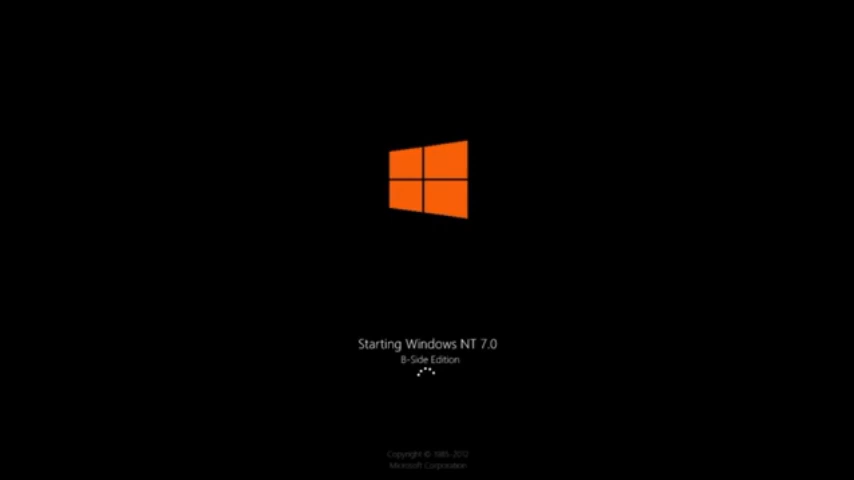 Starting Windows NT 7.0
B-Side Edition
Copyright © 1985-2012
Microsoft Corporation